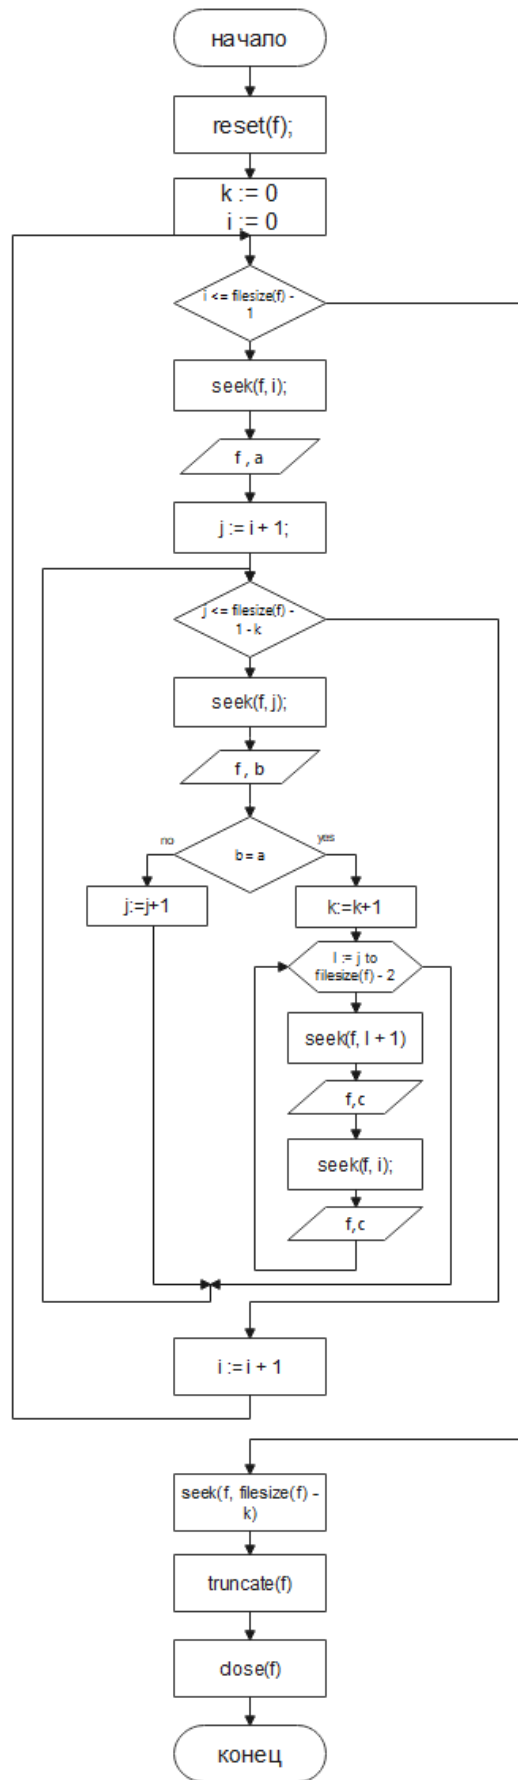 начало
reset(f);
k := 0
i := 0
i <= filesize(f) -
1
seek(f, i);
f , a
j := i + 1;
j <= filesize(f) -
1 - k
seek(f, j);
f , b
b = a
no
yes
j:=j+1
k:=k+1
l := j to
filesize(f) - 2
seek(f, l + 1)
f,c
seek(f, i);
f,c
i := i + 1
seek(f, filesize(f) -
k)
truncate(f)
close(f)
конец